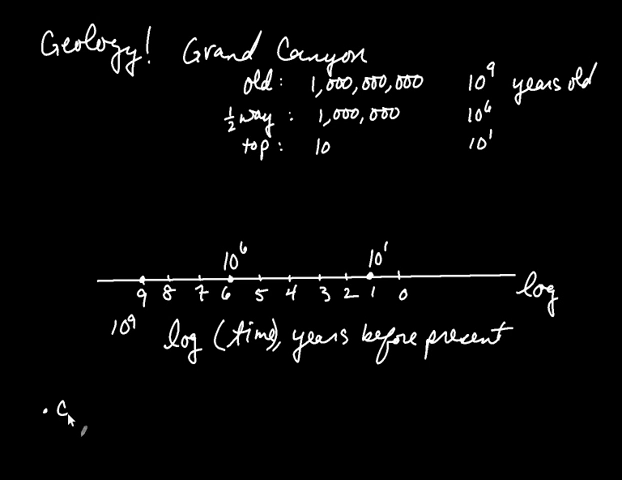 Geology! Grand Canyon
old: 1,000,000,000 10⁹ years old
½ way: 1,000,000 10⁶
top: 10 10¹
10⁶ 10¹
9 8 7 6 5 4 3 2 1 0 log
10⁹ log (time), years before present
• C